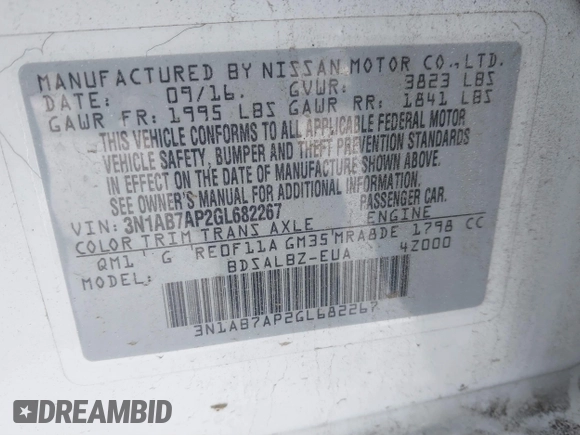 MANUFACTURED BY NISSAN MOTOR CO.,LTD.
DATE: 09/16. GVWR: 3823 LBS
GAWR FR: 1995 LBS GAWR RR: 1841 LBS
THIS VEHICLE CONFORMS TO ALL APPLICABLE FEDERAL MOTOR
VEHICLE SAFETY, BUMPER AND THEFT PREVENTION STANDARDS
IN EFFECT ON THE DATE OF MANUFACTURE SHOWN ABOVE.
SEE OWNER'S MANUAL FOR ADDITIONAL INFORMATION.
VIN: 3N1AB7AP2GL682267 PASSENGER CAR.
COLOR TRIM TRANS AXLE ENGINE
QM1 G RE0F11A GM35 MRA8DE 1798 CC
MODEL: BDSALBZ-EUA 4Z000
3N1AB7AP2GL682267
DREAMBID